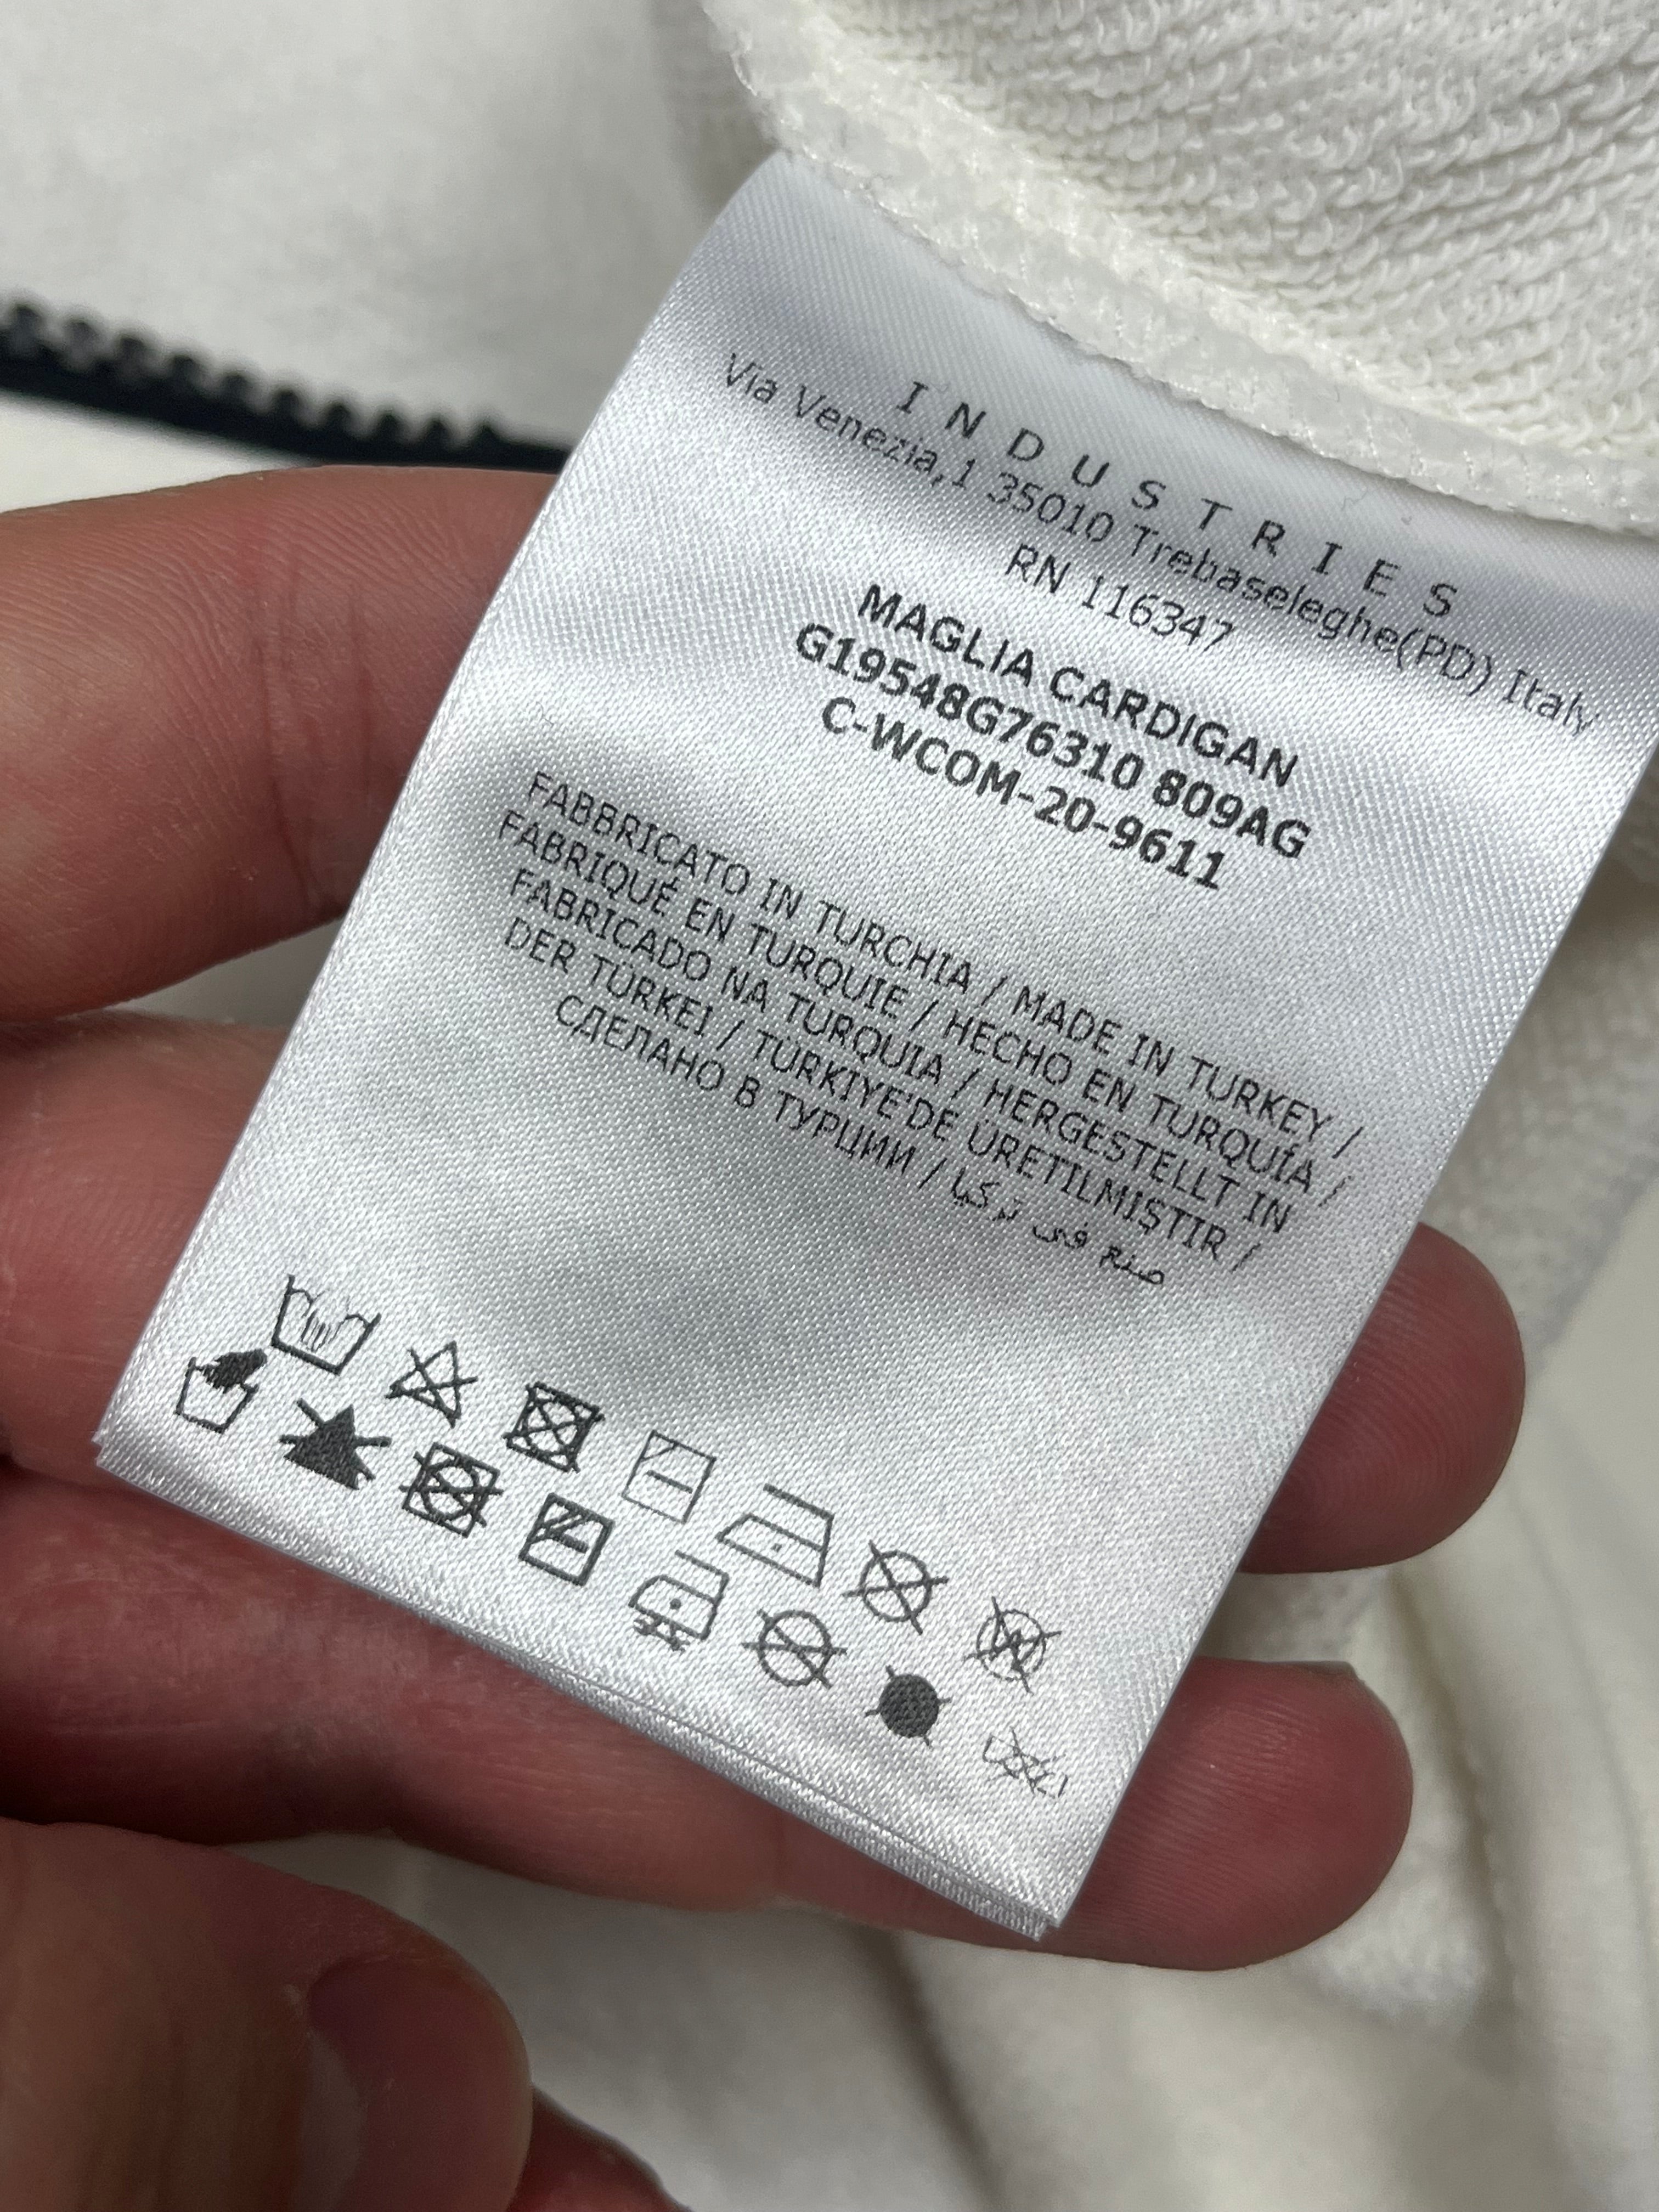 INDUSTRIES
Via Venezia,1 35010 Trebaseleghe(PD) Italy
RN 116347
MAGLIA CARDIGAN
G19548G76310 809AG
C-WCOM-20-9611
FABBRICATO IN TURCHIA / MADE IN TURKEY /
FABRIQUÉ EN TURQUIE / HECHO EN TURQUÍA /
FABRICADO NA TURQUIA / HERGESTELLT IN
DER TÜRKEI / TÜRKIYE'DE ÜRETILMIŞTIR /
СДЕЛАНО В ТУРЦИИ / صنع في تركيا